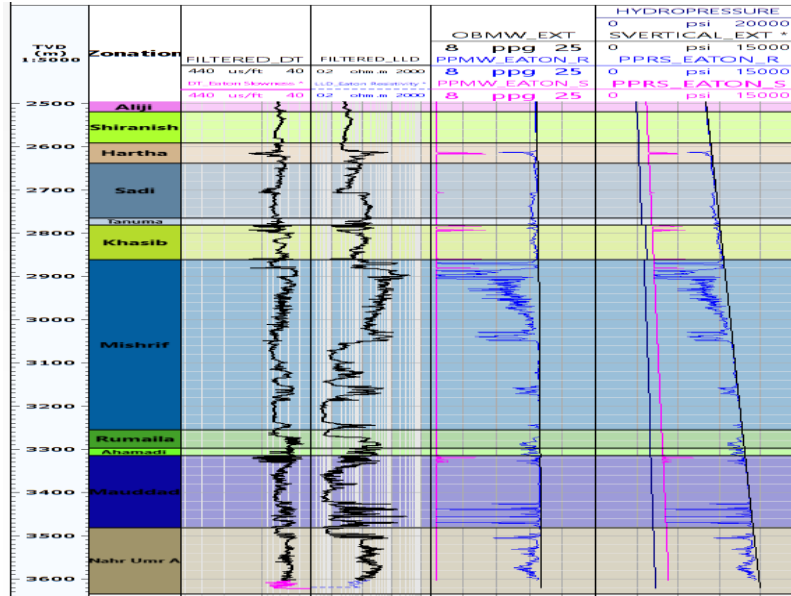 HYDROPRESSURE
0 psi 20000
OBMW_EXT
SVERTICAL_EXT *
TVD
(m)
1:5000
Zonation
FILTERED_DT
FILTERED_LLD
8 ppg 25
PPMW_EATON_R
0 psi 15000
PPRS_EATON_R
440 us/ft 40
0.2 ohm.m 2000
8 ppg 25
0 psi 15000
DT_Eaton Slowness *
LLD_Eaton Resistivity *
PPMW_EATON_S
PPRS_EATON_S
440 us/ft 40
0.2 ohm.m 2000
8 ppg 25
0 psi 15000
2500
Aliji
Shiranish
2600
Hartha
2700
Sadi
Tanuma
2800
Khasib
2900
3000
Mishrif
3100
3200
Rumaila
3300
Ahamadi
3400
Mauddad
3500
Nahr Umr A
3600